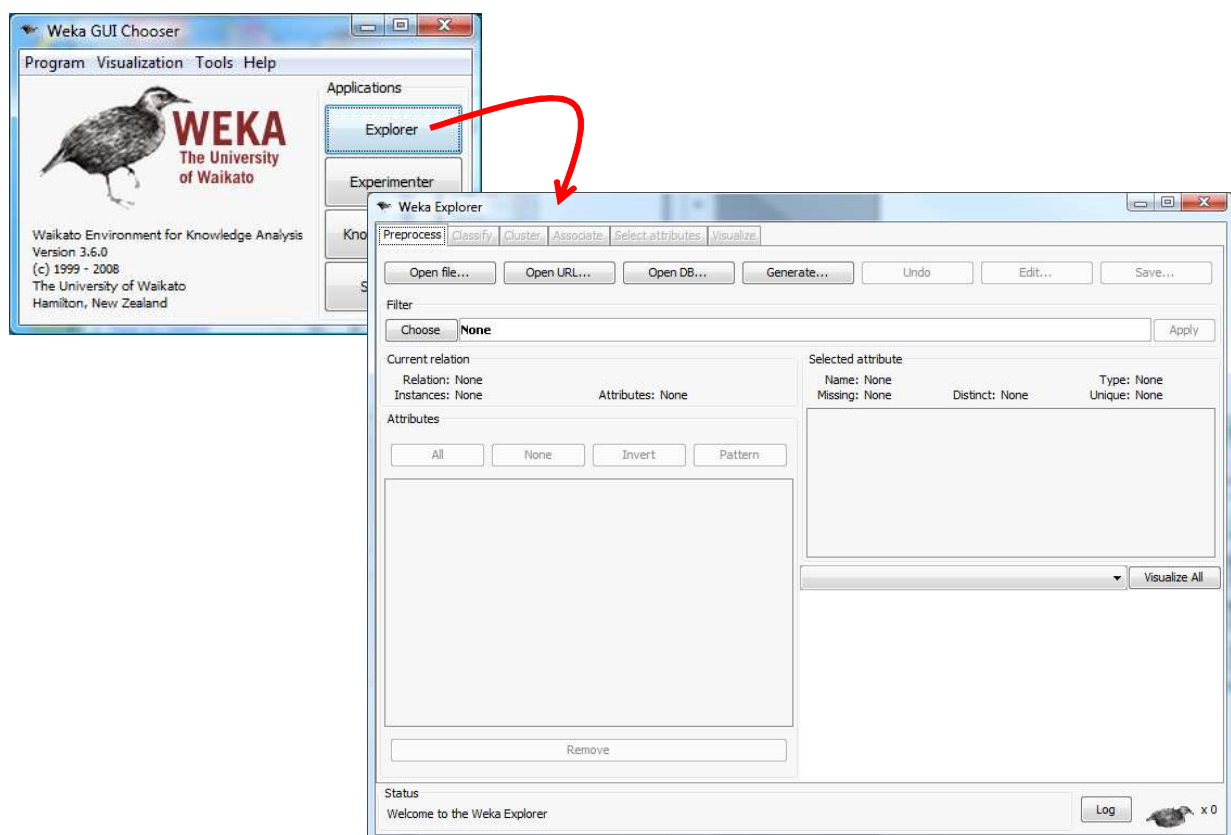 Weka GUI Chooser
Program Visualization Tools Help
WEKA
The University
of Waikato
Waikato Environment for Knowledge Analysis
Version 3.6.0
(c) 1999 - 2008
The University of Waikato
Hamilton, New Zealand
Applications
Explorer
Experimenter
Kno
S
Weka Explorer
Preprocess Classify Cluster Associate Select attributes Visualize
Open file... Open URL... Open DB... Generate... Undo Edit... Save...
Filter
Choose None Apply
Current relation
Relation: None
Instances: None Attributes: None
Attributes
All None Invert Pattern
Remove
Selected attribute
Name: None Type: None
Missing: None Distinct: None Unique: None
Visualize All
Status
Welcome to the Weka Explorer
Log x 0